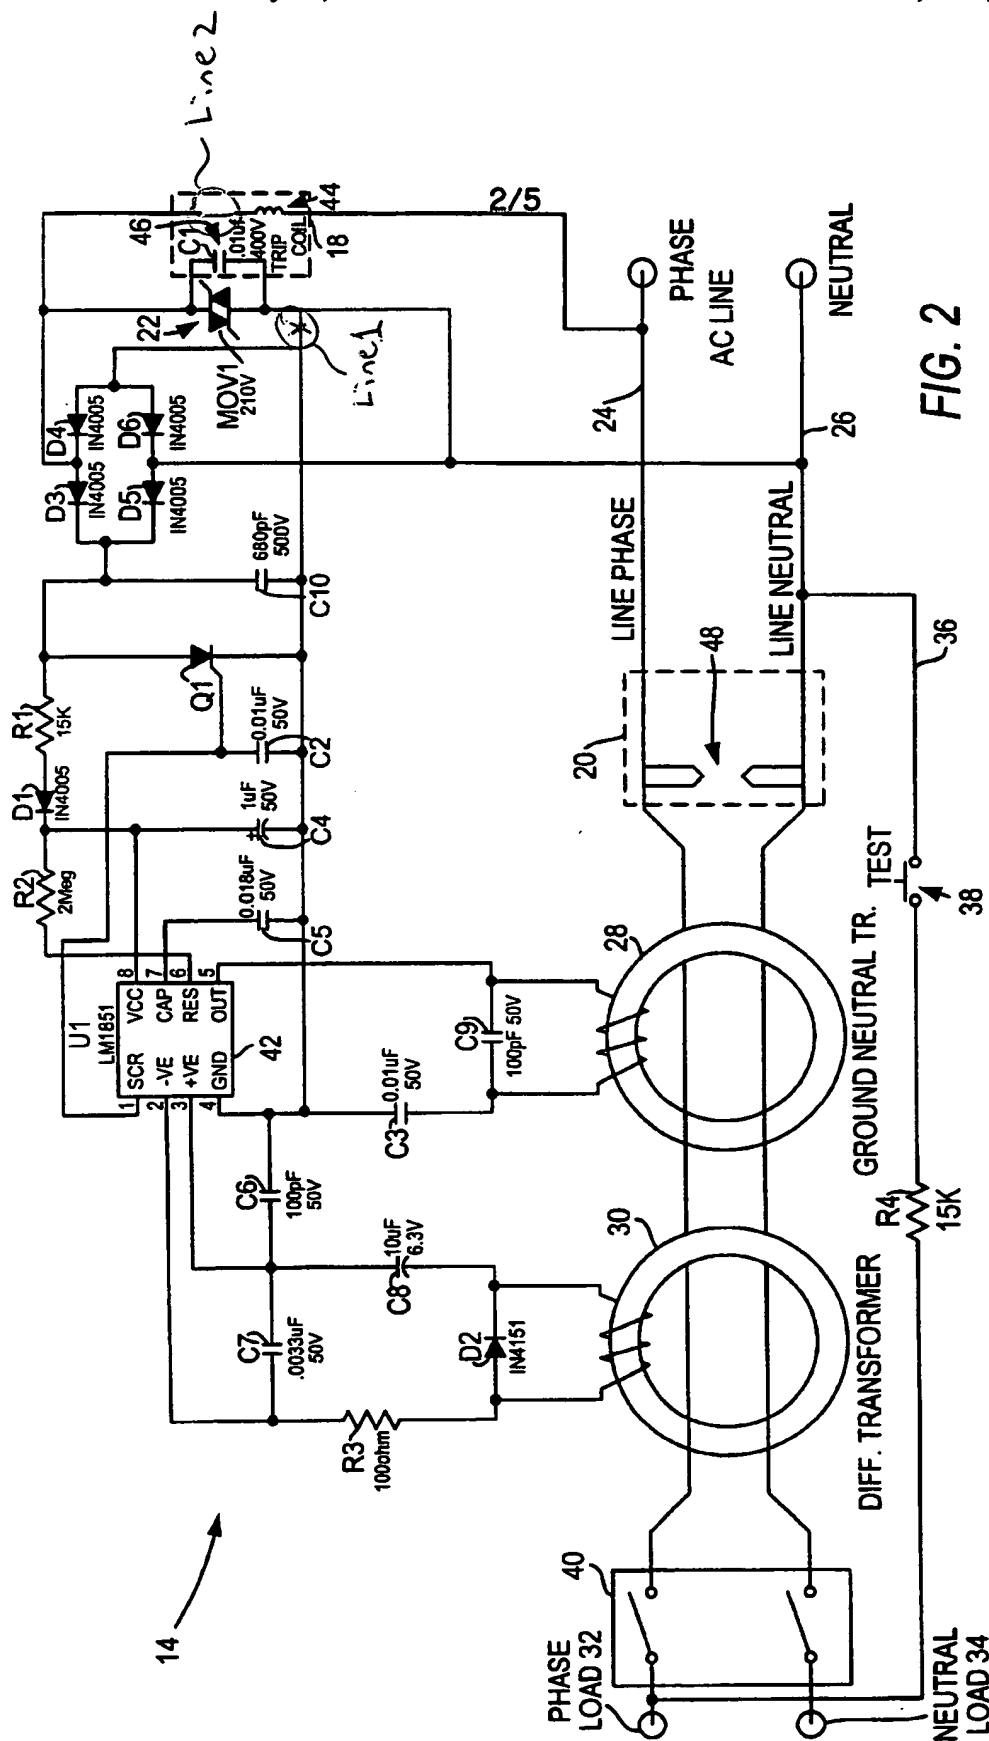 Line 2
Line 1
14
U1
LM1851
SCR
-VE
+VE
GND
VCC
CAP
RES
OUT
1
2
3
4
8
7
6
5
42
R2
2Meg
D1
IN4005
R1
15K
Q1
D3
IN4005
D4
IN4005
D5
IN4005
D6
IN4005
22
MOV1
210V
46
C1
.01uF
400V
TRIP
COIL
44
18
2/5
C6
100pF
50V
C7
.0033uF
50V
R3
100ohm
C8
10uF
6.3V
D2
IN4151
C3
0.01uF
50V
C9
100pF 50V
C5
0.018uF
50V
C4
+
1uF
50V
C2
0.01uF
50V
C10
680pF
500V
PHASE
AC LINE
NEUTRAL
24
26
LINE PHASE
LINE NEUTRAL
20
48
36
28
30
GROUND NEUTRAL TR.
TEST
38
DIFF. TRANSFORMER
R4
15K
40
PHASE
LOAD 32
NEUTRAL
LOAD 34
FIG. 2